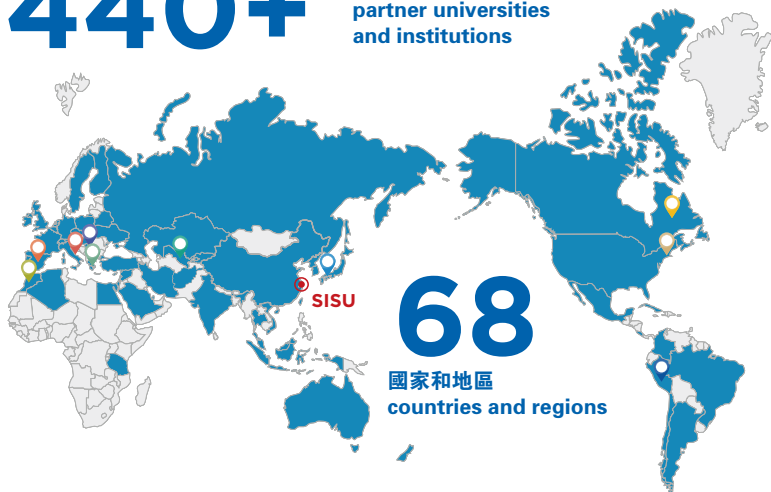 440+
partner universities
and institutions
SISU
68
國家和地區
countries and regions